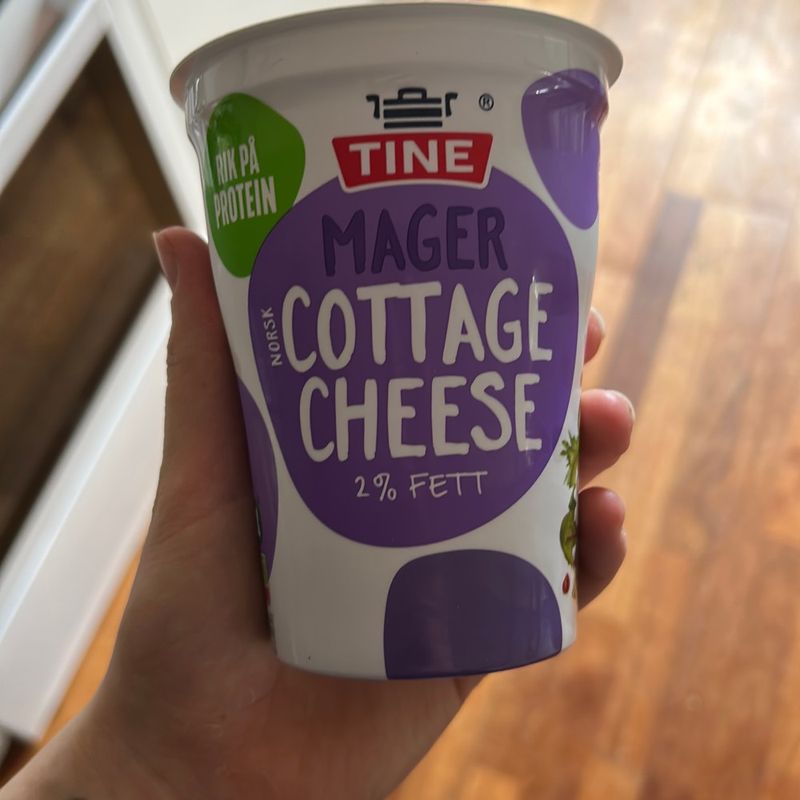 ®
TINE
RIK PÅ
PROTEIN
MAGER
NORSK
COTTAGE
CHEESE
2% FETT